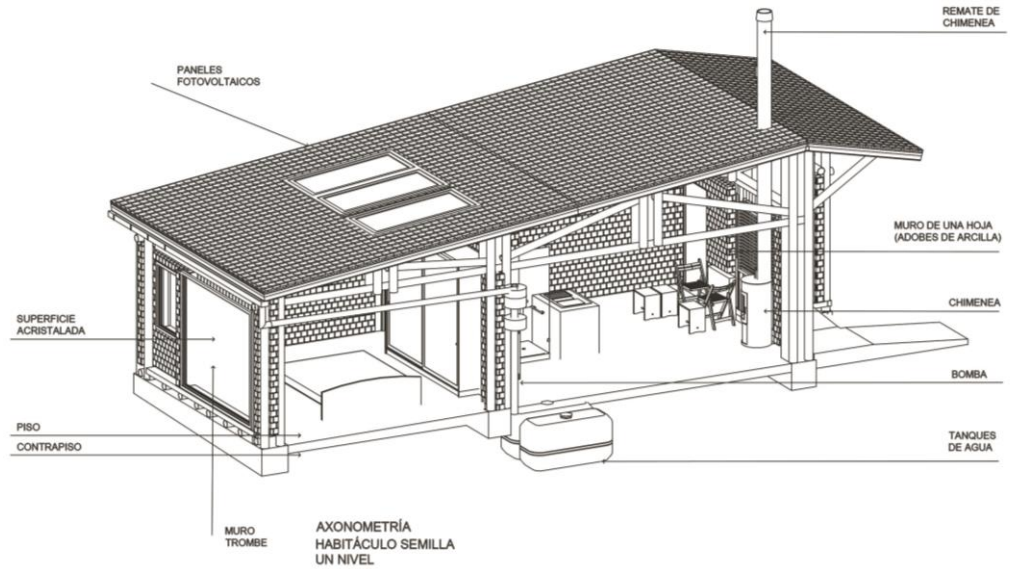 REMATE DE
CHIMENEA
PANELES
FOTOVOLTAICOS
MURO DE UNA HOJA
(ADOBES DE ARCILLA)
SUPERFICIE
ACRISTALADA
CHIMENEA
BOMBA
PISO
CONTRAPISO
TANQUES
DE AGUA
MURO
TROMBE
AXONOMETRÍA
HABITÁCULO SEMILLA
UN NIVEL